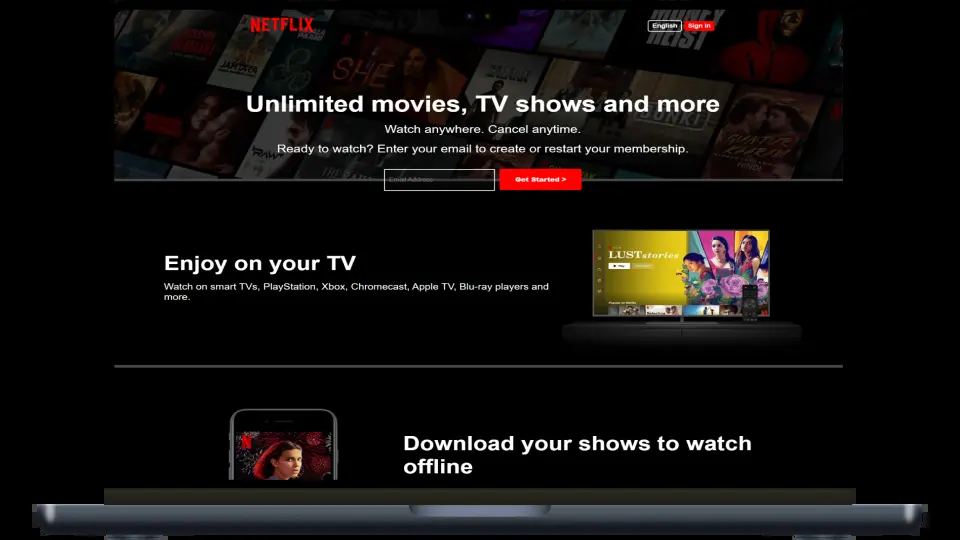 NETFLIX
English
Sign In
SHE
Unlimited movies, TV shows and more
Watch anywhere. Cancel anytime.
Ready to watch? Enter your email to create or restart your membership.
Email Address
Get Started >
Enjoy on your TV
Watch on smart TVs, PlayStation, Xbox, Chromecast, Apple TV, Blu-ray players and
more.
LUST stories
Play
Download your shows to watch
offline